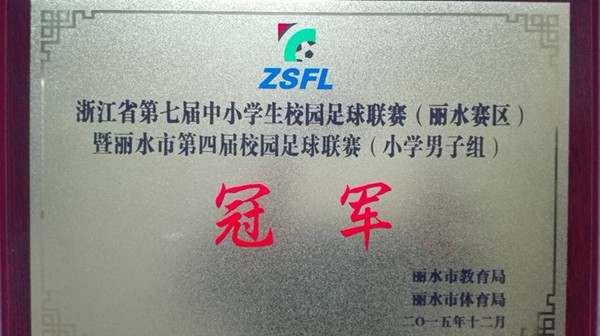 ZSFL
浙江省第七届中小学生校园足球联赛（丽水赛区）
暨丽水市第四届校园足球联赛（小学男子组）
冠军
丽水市教育局
丽水市体育局
二〇一五年十二月